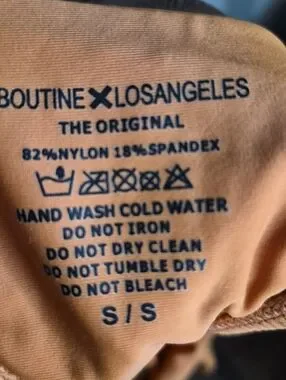 BOUTINE XLOSANGELES
THE ORIGINAL
82%NYLON 18%SPANDEX
HAND WASH COLD WATER
DO NOT IRON
DO NOT DRY CLEAN
DO NOT TUMBLE DRY
DO NOT BLEACH
S / S